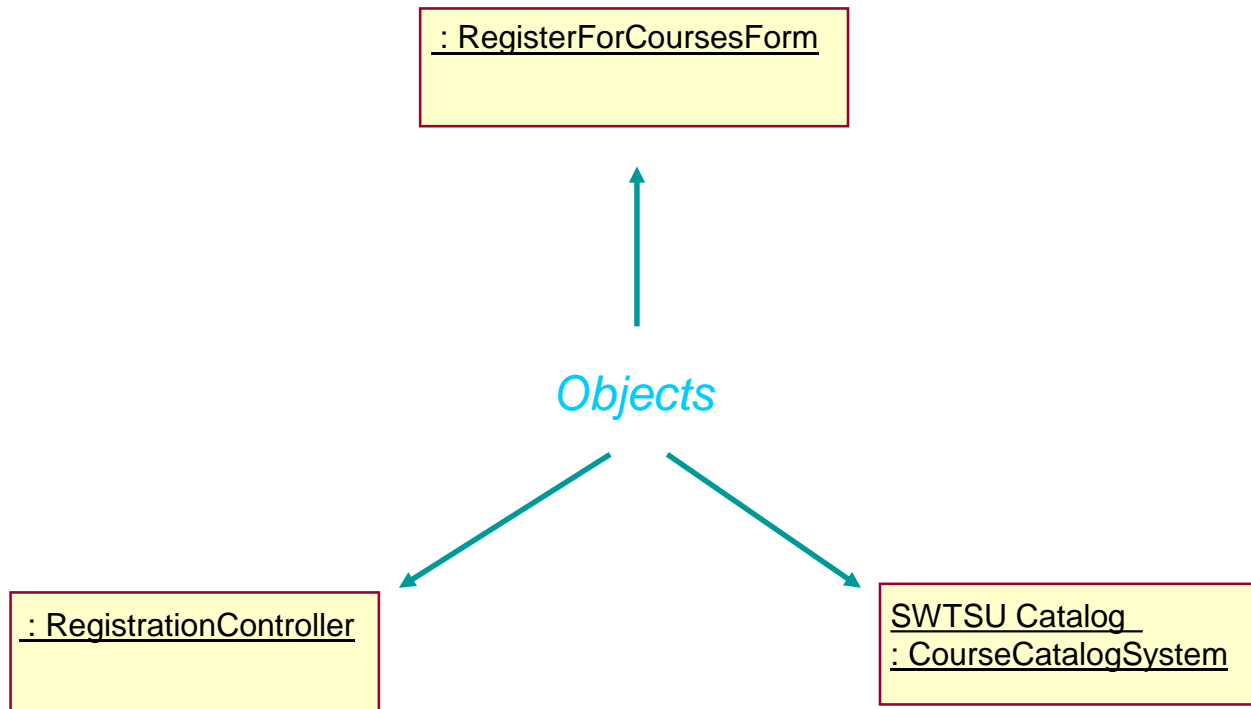 : RegisterForCoursesForm
Objects
: RegistrationController
SWTSU Catalog
: CourseCatalogSystem